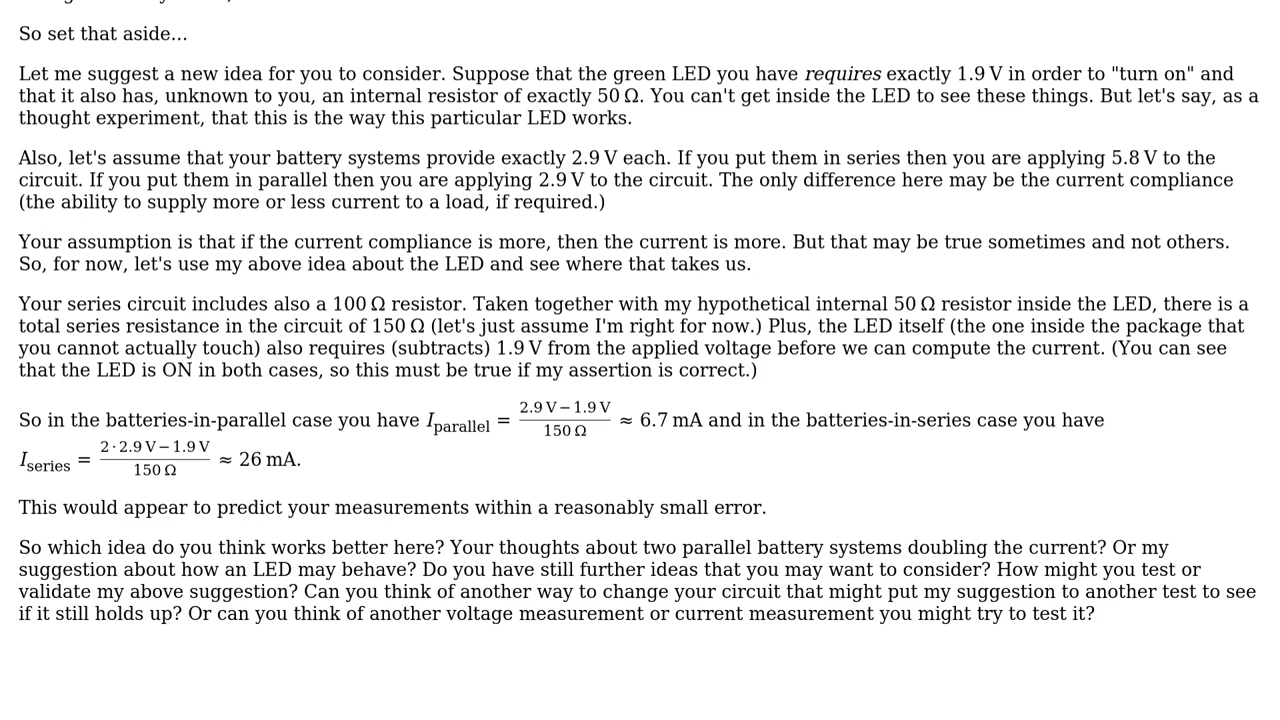 So set that aside...
Let me suggest a new idea for you to consider. Suppose that the green LED you have requires exactly 1.9 V in order to "turn on" and
that it also has, unknown to you, an internal resistor of exactly 50 Ω. You can't get inside the LED to see these things. But let's say, as a
thought experiment, that this is the way this particular LED works.
Also, let's assume that your battery systems provide exactly 2.9 V each. If you put them in series then you are applying 5.8 V to the
circuit. If you put them in parallel then you are applying 2.9 V to the circuit. The only difference here may be the current compliance
(the ability to supply more or less current to a load, if required.)
Your assumption is that if the current compliance is more, then the current is more. But that may be true sometimes and not others.
So, for now, let's use my above idea about the LED and see where that takes us.
Your series circuit includes also a 100 Ω resistor. Taken together with my hypothetical internal 50 Ω resistor inside the LED, there is a
total series resistance in the circuit of 150 Ω (let's just assume I'm right for now.) Plus, the LED itself (the one inside the package that
you cannot actually touch) also requires (subtracts) 1.9 V from the applied voltage before we can compute the current. (You can see
that the LED is ON in both cases, so this must be true if my assertion is correct.)
So in the batteries-in-parallel case you have I_parallel = (2.9 V − 1.9 V)/(150 Ω) ≈ 6.7 mA and in the batteries-in-series case you have
I_series = (2 · 2.9 V − 1.9 V)/(150 Ω) ≈ 26 mA.
This would appear to predict your measurements within a reasonably small error.
So which idea do you think works better here? Your thoughts about two parallel battery systems doubling the current? Or my
suggestion about how an LED may behave? Do you have still further ideas that you may want to consider? How might you test or
validate my above suggestion? Can you think of another way to change your circuit that might put my suggestion to another test to see
if it still holds up? Or can you think of another voltage measurement or current measurement you might try to test it?